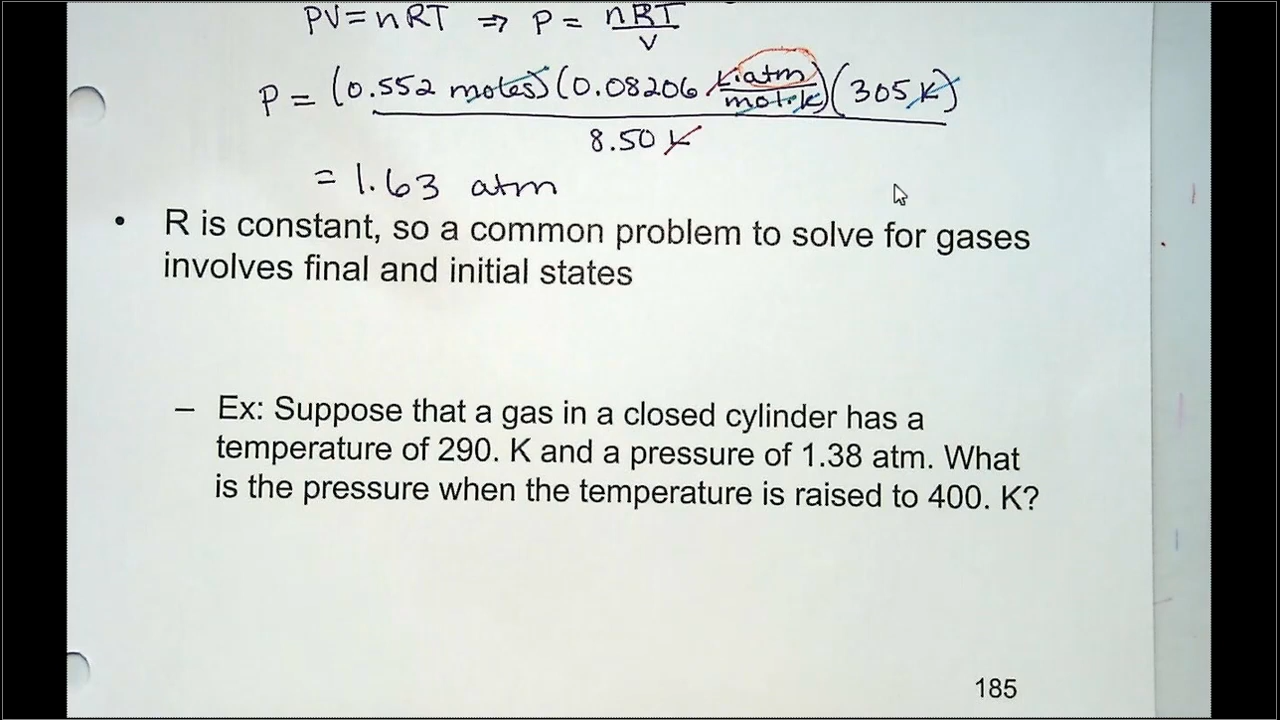 PV = nRT ⇒ P = nRT/V
P = (0.552 moles)(0.08206 L·atm/mol·K)(305 K)
8.50 L
= 1.63 atm
• R is constant, so a common problem to solve for gases
involves final and initial states
– Ex: Suppose that a gas in a closed cylinder has a
temperature of 290. K and a pressure of 1.38 atm. What
is the pressure when the temperature is raised to 400. K?
185